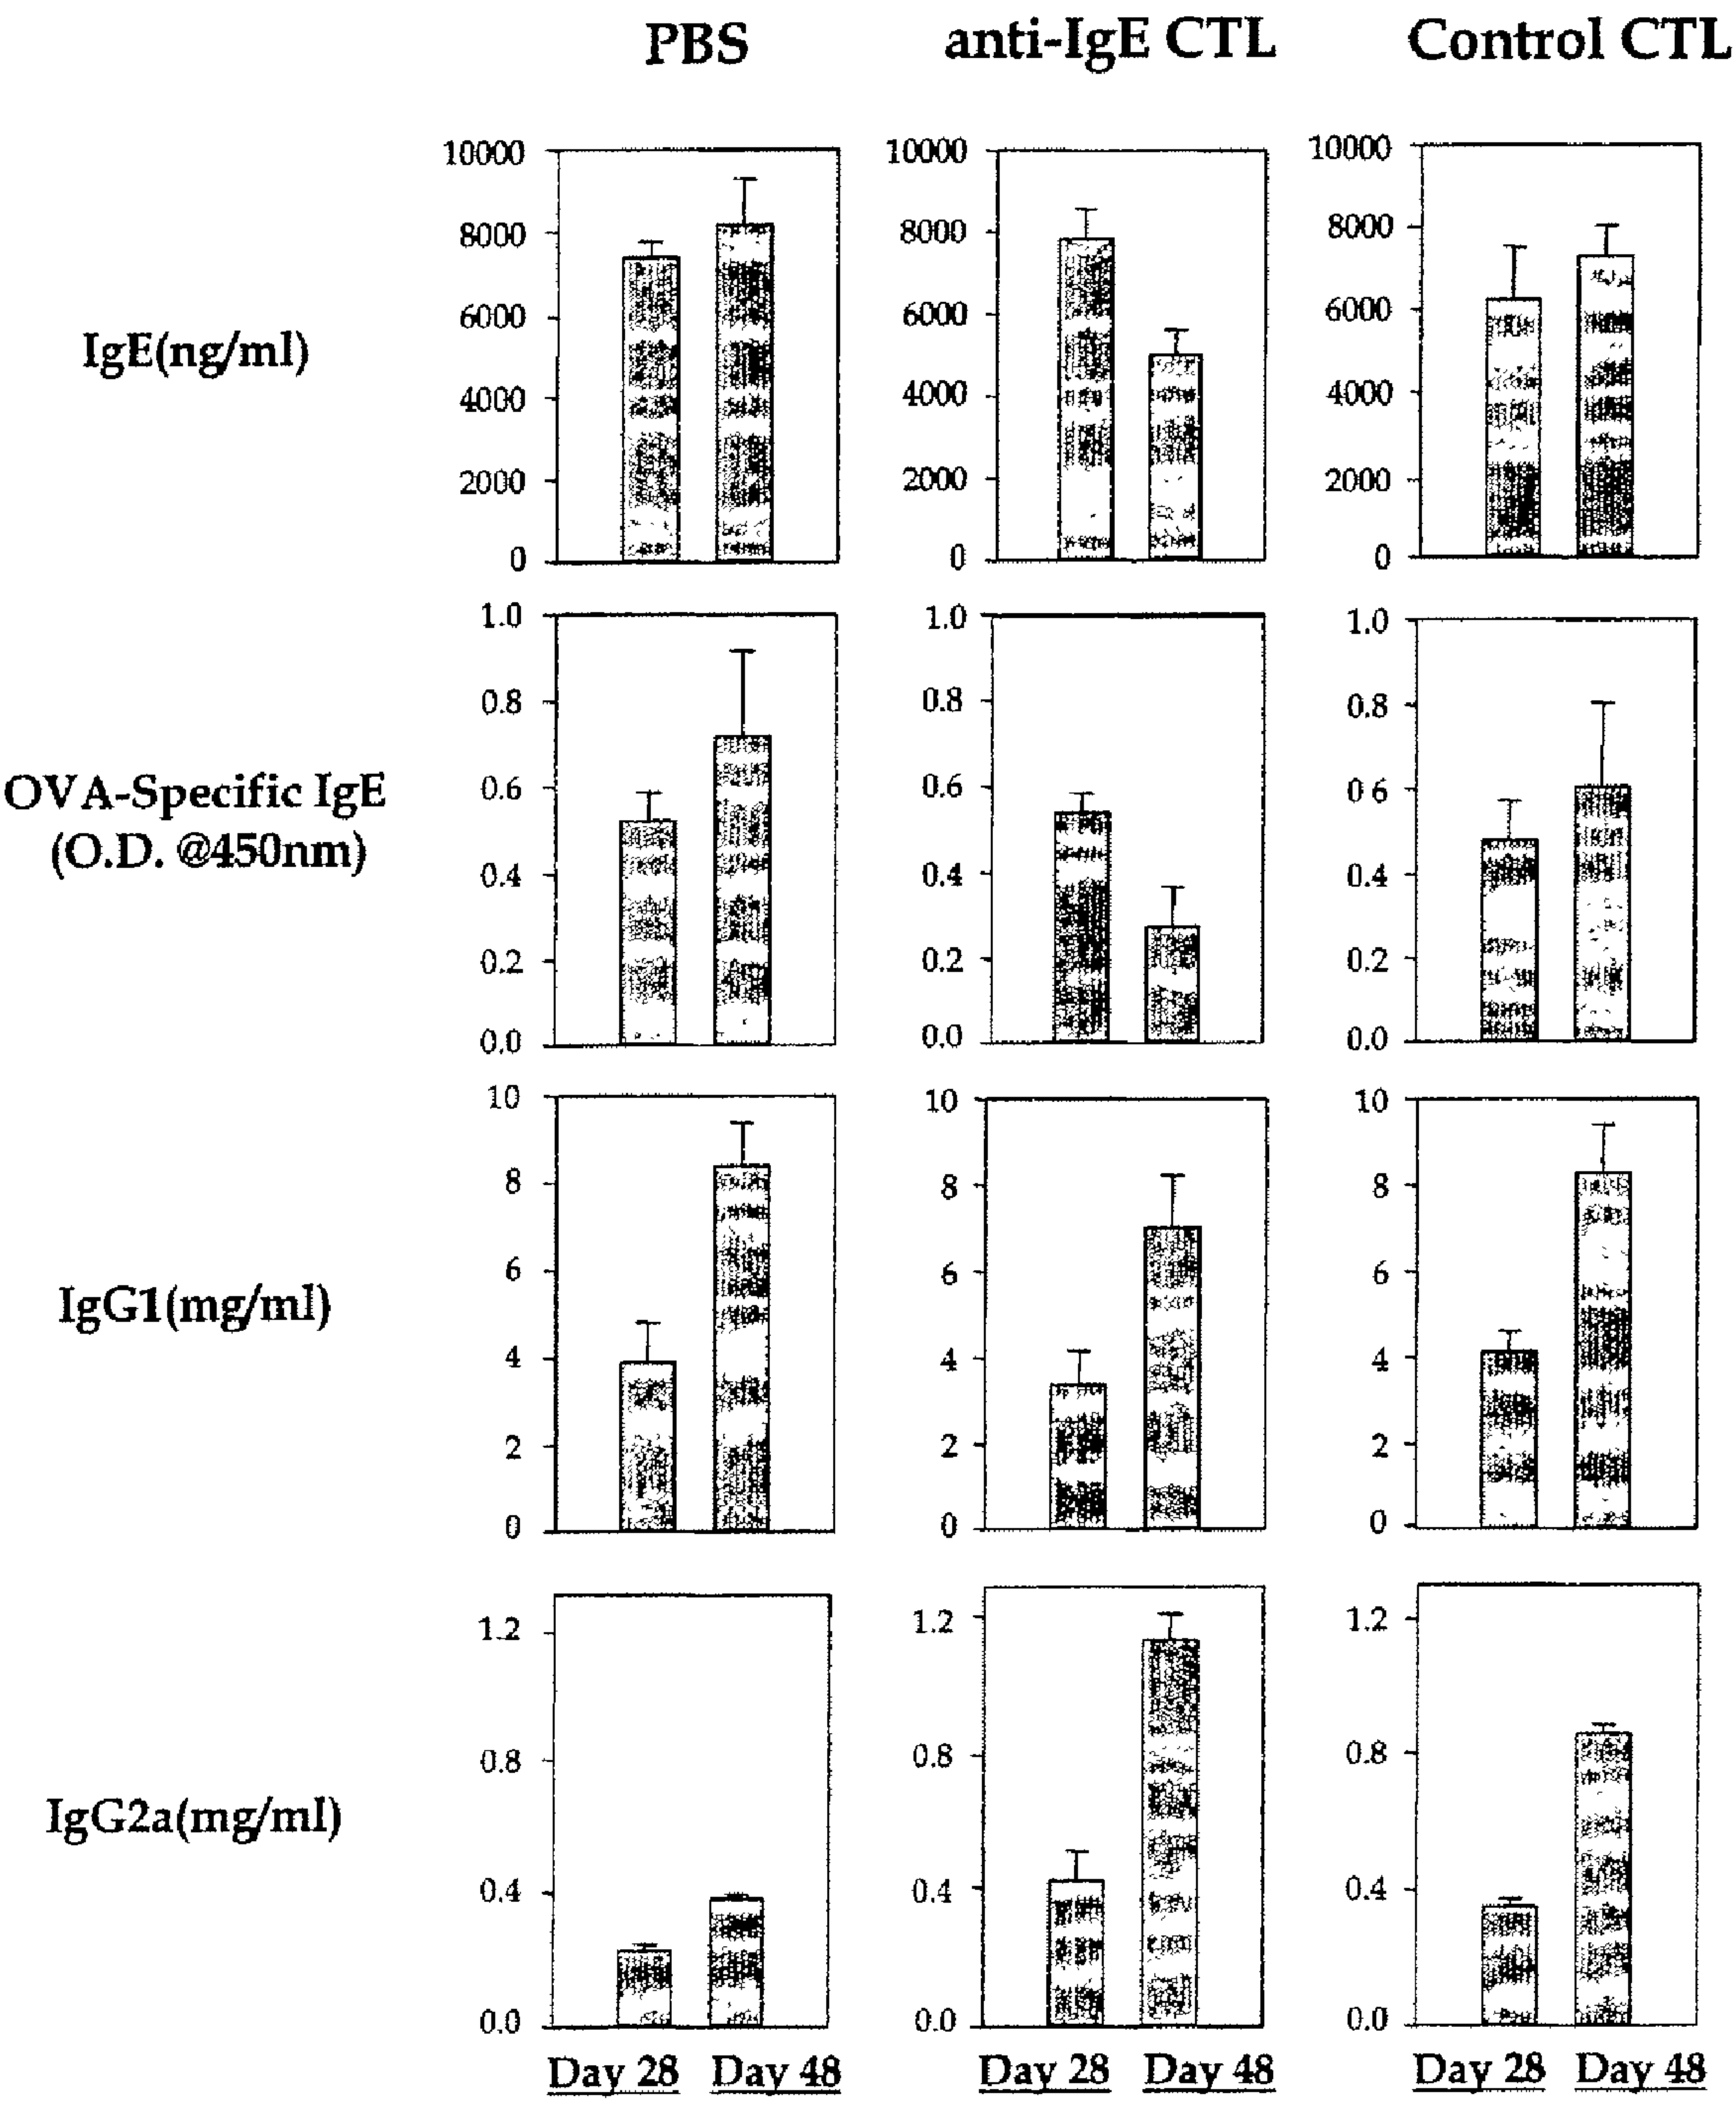 PBS anti-IgE CTL Control CTL
10000 10000 10000
8000 8000 8000
6000 6000 6000
IgE(ng/ml)
4000 4000 4000
2000 2000 2000
0 0 0
1.0 1.0 1.0
0.8 0.8 0.8
OVA-Specific IgE 0.6 0.6 0 6
(O.D. @450nm) 0.4 0.4 0.4
0.2 0.2 0.2
0.0 0.0 0.0
10 10 10
8 8 8
6 6 6
IgG1(mg/ml)
4 4 4
2 2 2
0 0 0
1.2 1.2 1.2
0.8 0.8 0.8
IgG2a(mg/ml)
0.4 0.4 0.4
0.0 0.0 0.0
Day 28 Day 48 Day 28 Day 48 Day 28 Day 48